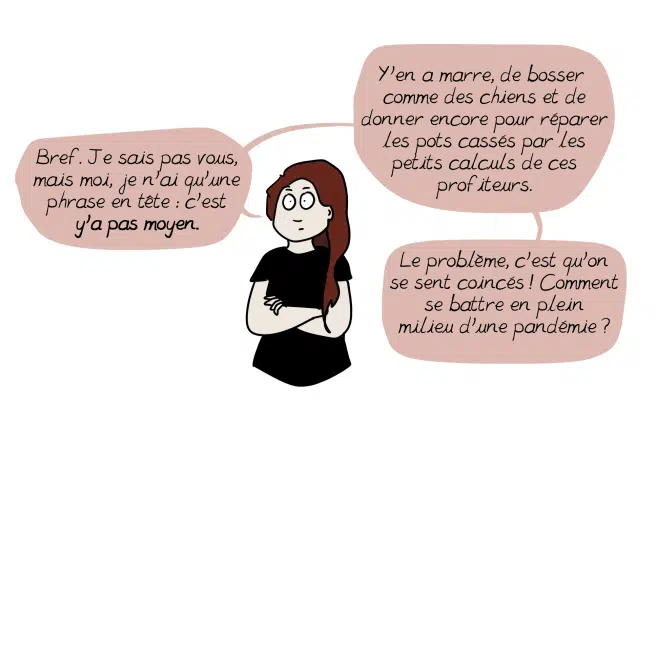 Bref. Je sais pas vous,
mais moi, je n'ai qu'une
phrase en tête : c'est
y'a pas moyen.
Y'en a marre, de bosser
comme des chiens et de
donner encore pour réparer
les pots cassés par les
petits calculs de ces
profiteurs.
Le problème, c'est qu'on
se sent coincés ! Comment
se battre en plein
milieu d'une pandémie ?